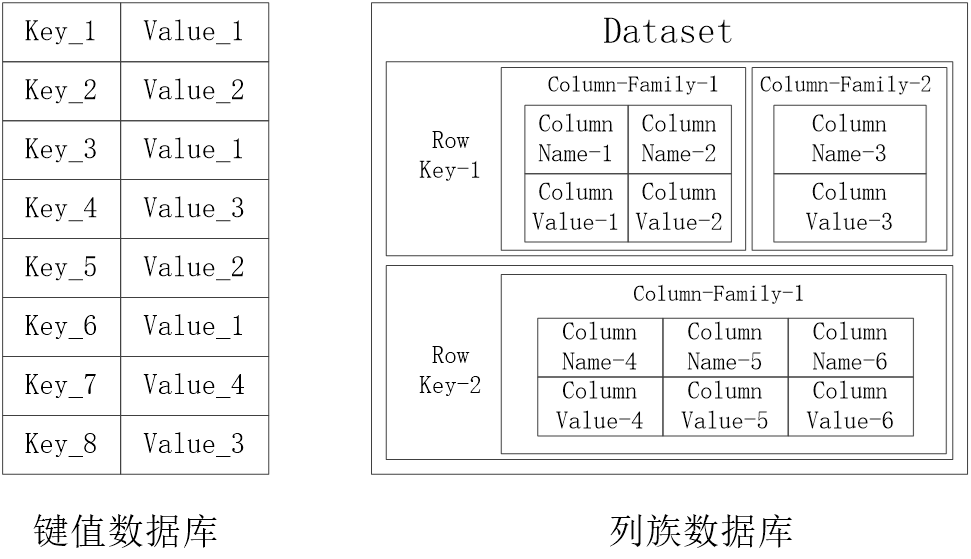 Key_1 Value_1
Key_2 Value_2
Key_3 Value_1
Key_4 Value_3
Key_5 Value_2
Key_6 Value_1
Key_7 Value_4
Key_8 Value_3
键值数据库
Dataset
Row
Key-1
Column-Family-1
Column
Name-1
Column
Name-2
Column
Value-1
Column
Value-2
Column-Family-2
Column
Name-3
Column
Value-3
Row
Key-2
Column-Family-1
Column
Name-4
Column
Name-5
Column
Name-6
Column
Value-4
Column
Value-5
Column
Value-6
列族数据库